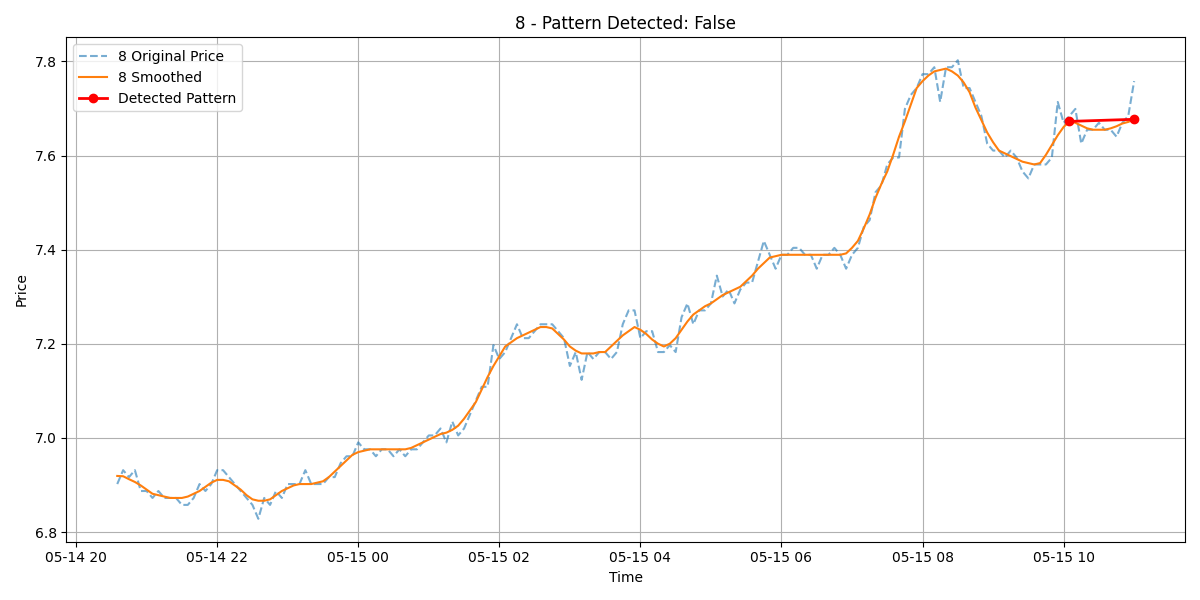 8 - Pattern Detected: False
8 Original Price
8 Smoothed
Detected Pattern
Price
7.8
7.6
7.4
7.2
7.0
6.8
05-14 20 05-14 22 05-15 00 05-15 02 05-15 04 05-15 06 05-15 08 05-15 10
Time